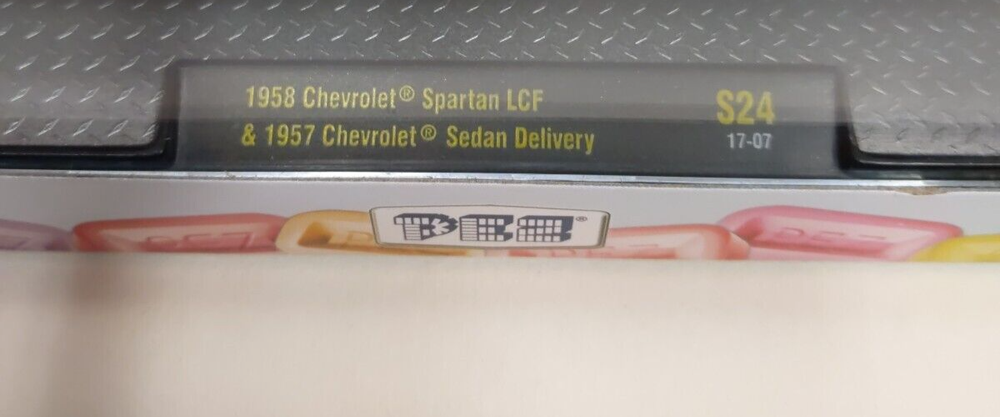 1958 Chevrolet® Spartan LCF
& 1957 Chevrolet® Sedan Delivery
S24
17-07
PEZ®